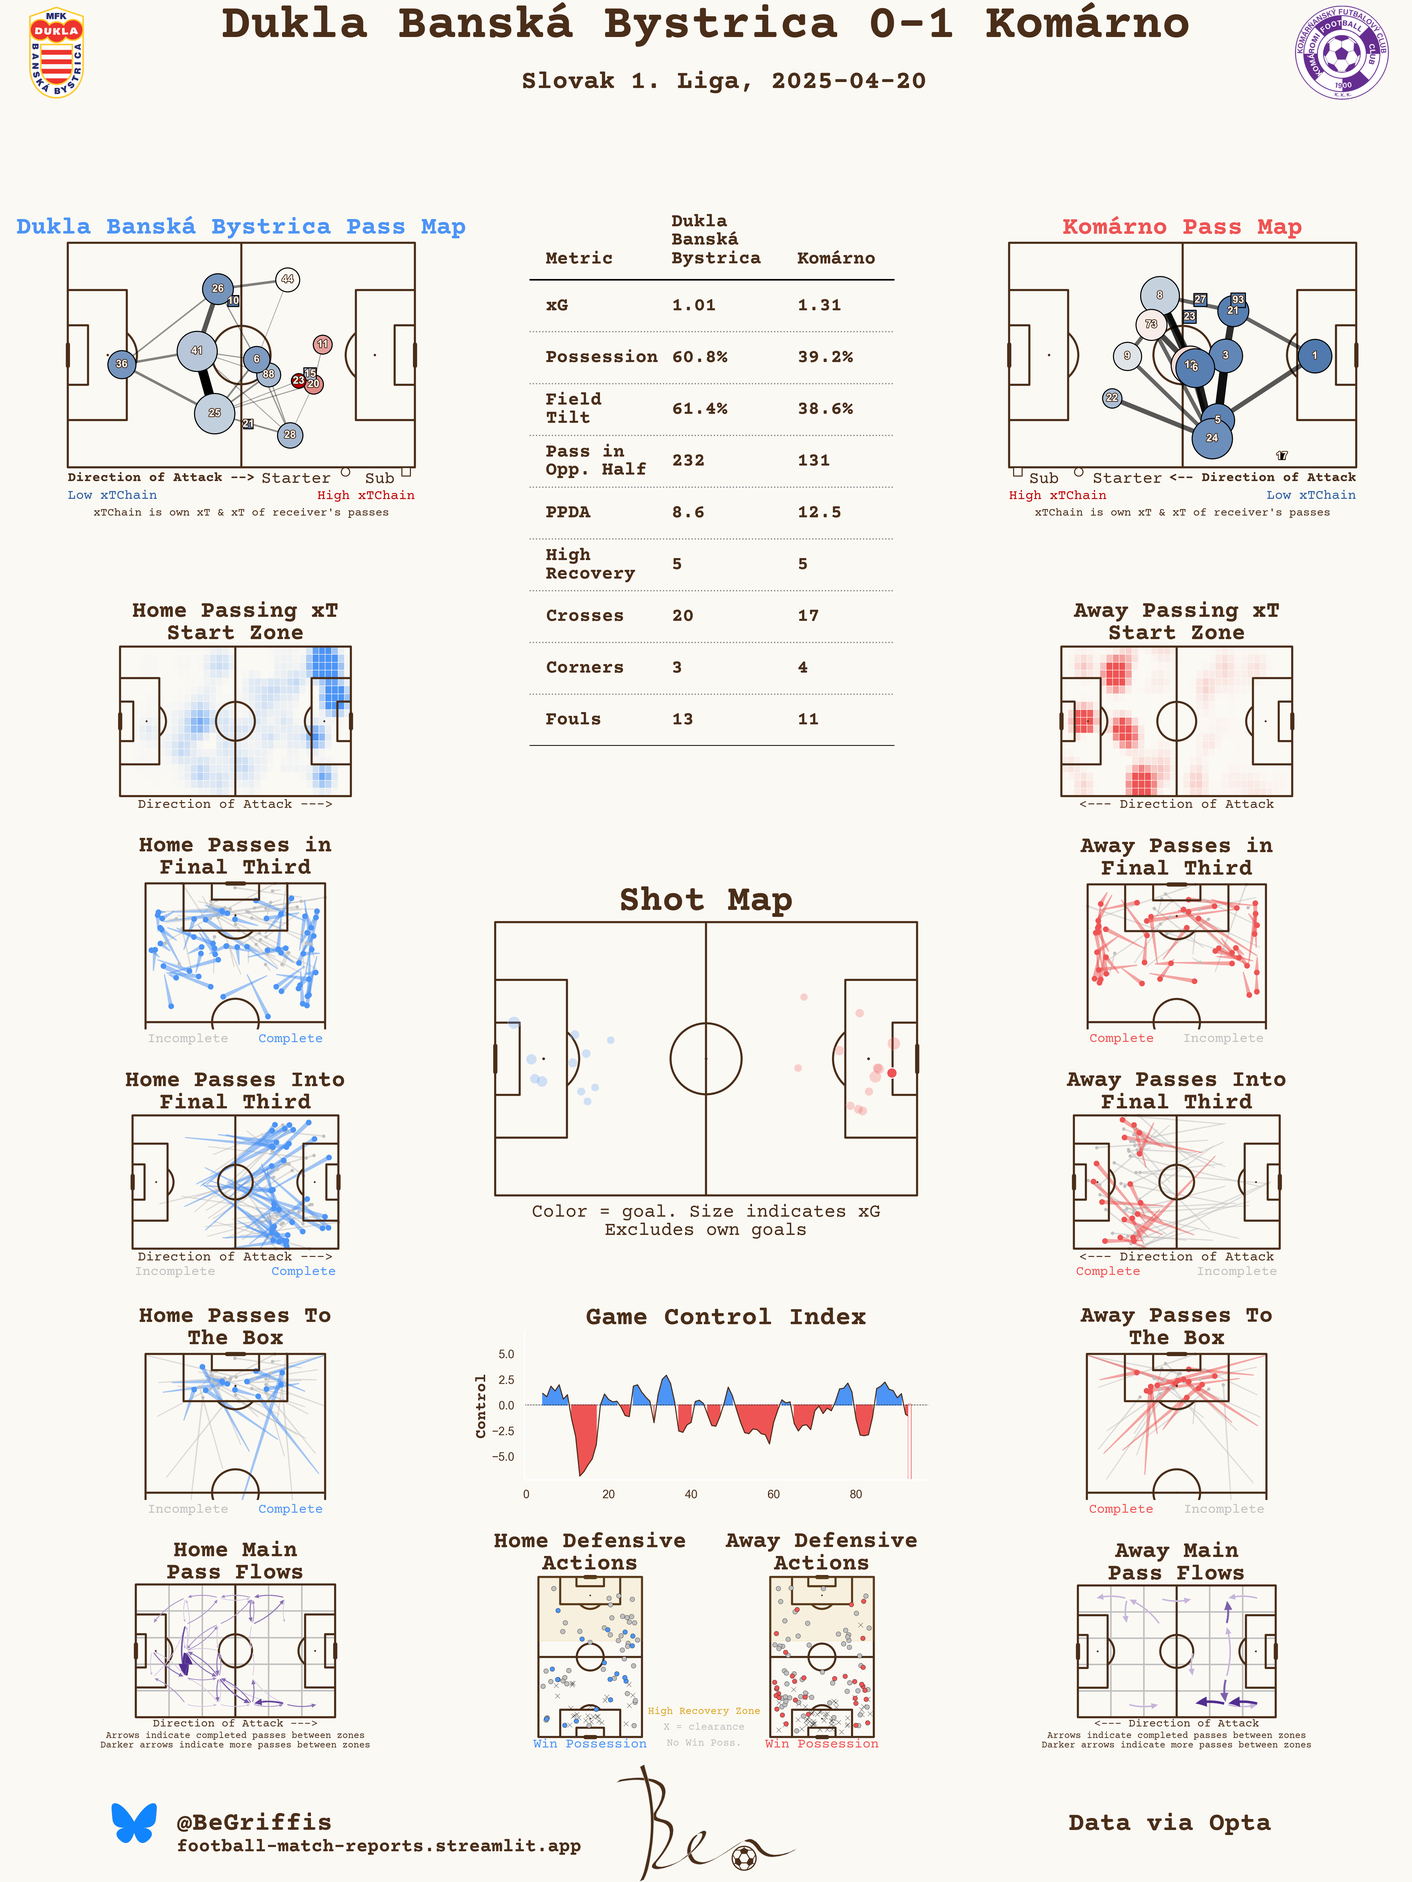 Dukla Banská Bystrica 0-1 Komárno
Slovak 1. Liga, 2025-04-20
MFK
DUKLA
BANSKÁ BYSTRICA
KOMÁRŇANSKÝ FUTBALOVÝ CLUB
KOMÁROMI FOOTBALL CLUB
1900
Dukla Banská Bystrica Pass Map
26
44
10
41
36
6
88
11
15
23
20
25
21
28
Direction of Attack --> Starter Sub
Low xTChain High xTChain
xTChain is own xT & xT of receiver's passes
Metric Dukla Banská Bystrica Komárno
xG 1.01 1.31
Possession 60.8% 39.2%
Field Tilt 61.4% 38.6%
Pass in Opp. Half 232 131
PPDA 8.6 12.5
High Recovery 5 5
Crosses 20 17
Corners 3 4
Fouls 13 11
Komárno Pass Map
8
27
93
21
23
73
9
6
3
1
22
5
24
17
Sub Starter <-- Direction of Attack
High xTChain Low xTChain
xTChain is own xT & xT of receiver's passes
Home Passing xT
Start Zone
Direction of Attack --->
Away Passing xT
Start Zone
<--- Direction of Attack
Home Passes in
Final Third
Incomplete Complete
Away Passes in
Final Third
Complete Incomplete
Shot Map
Color = goal. Size indicates xG
Excludes own goals
Home Passes Into
Final Third
Direction of Attack --->
Incomplete Complete
Away Passes Into
Final Third
<--- Direction of Attack
Complete Incomplete
Home Passes To
The Box
Incomplete Complete
Game Control Index
Control
5.0
2.5
0.0
−2.5
−5.0
0 20 40 60 80
Away Passes To
The Box
Complete Incomplete
Home Main
Pass Flows
Direction of Attack --->
Arrows indicate completed passes between zones
Darker arrows indicate more passes between zones
Home Defensive
Actions
Win Possession
Away Defensive
Actions
Win Possession
High Recovery Zone
X = clearance
No Win Poss.
Away Main
Pass Flows
<--- Direction of Attack
Arrows indicate completed passes between zones
Darker arrows indicate more passes between zones
@BeGriffis
football-match-reports.streamlit.app
Ben
Data via Opta